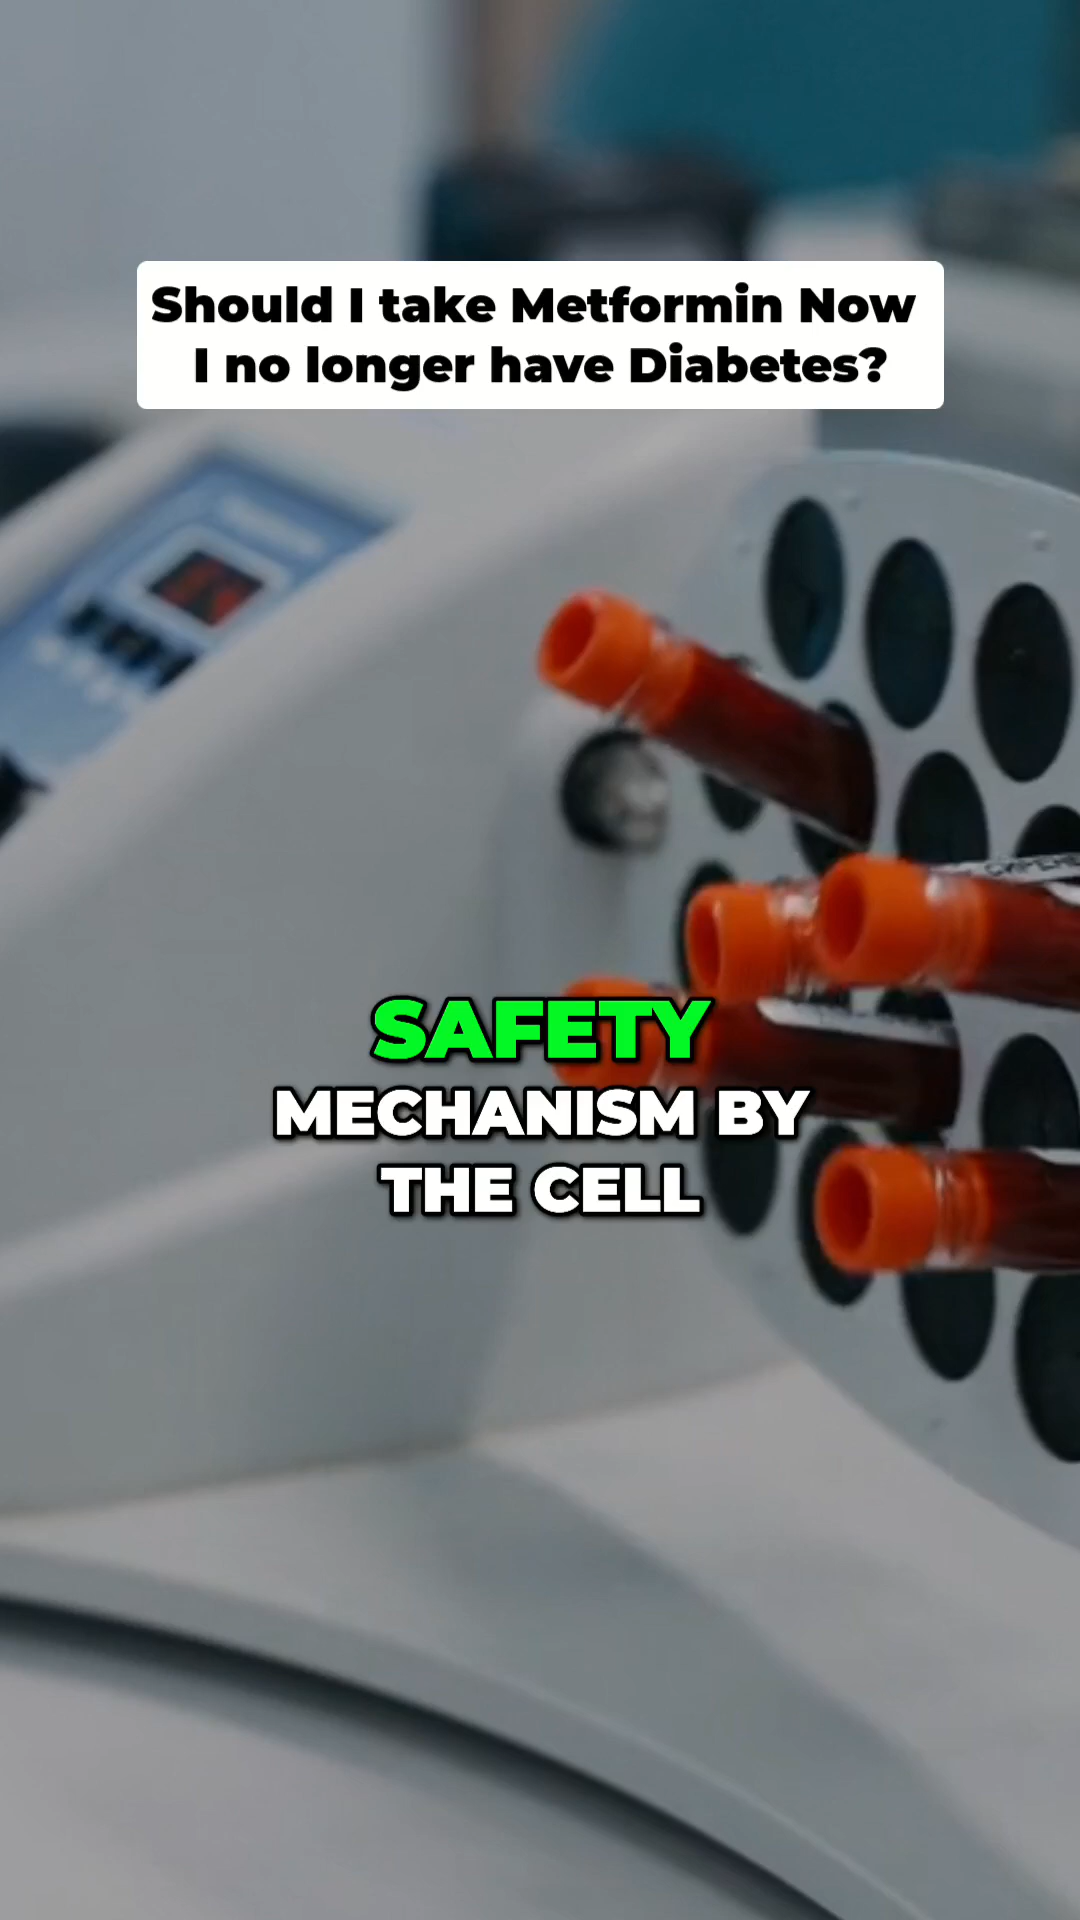 Should I take Metformin Now
I no longer have Diabetes?
SAFETY
MECHANISM BY
THE CELL